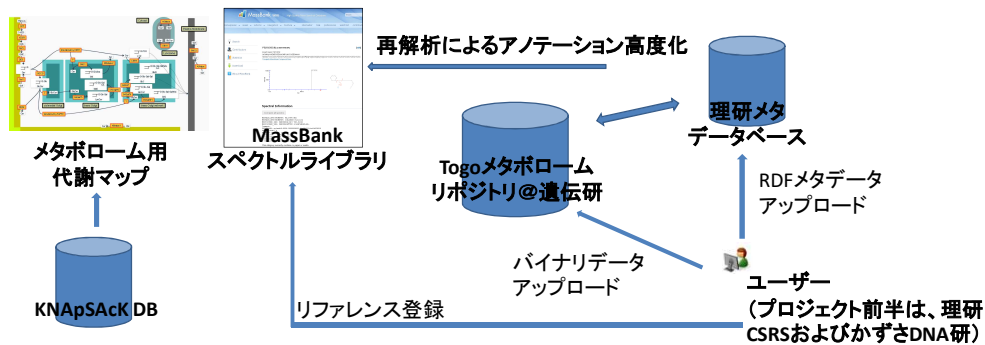 MassBank
再解析によるアノテーション高度化
メタボローム用
代謝マップ
MassBank
スペクトルライブラリ
Togoメタボローム
リポジトリ@遺伝研
理研メタ
データベース
RDFメタデータ
アップロード
バイナリデータ
アップロード
KNApSAcK DB
リファレンス登録
ユーザー
（プロジェクト前半は、理研
CSRSおよびかずさDNA研）